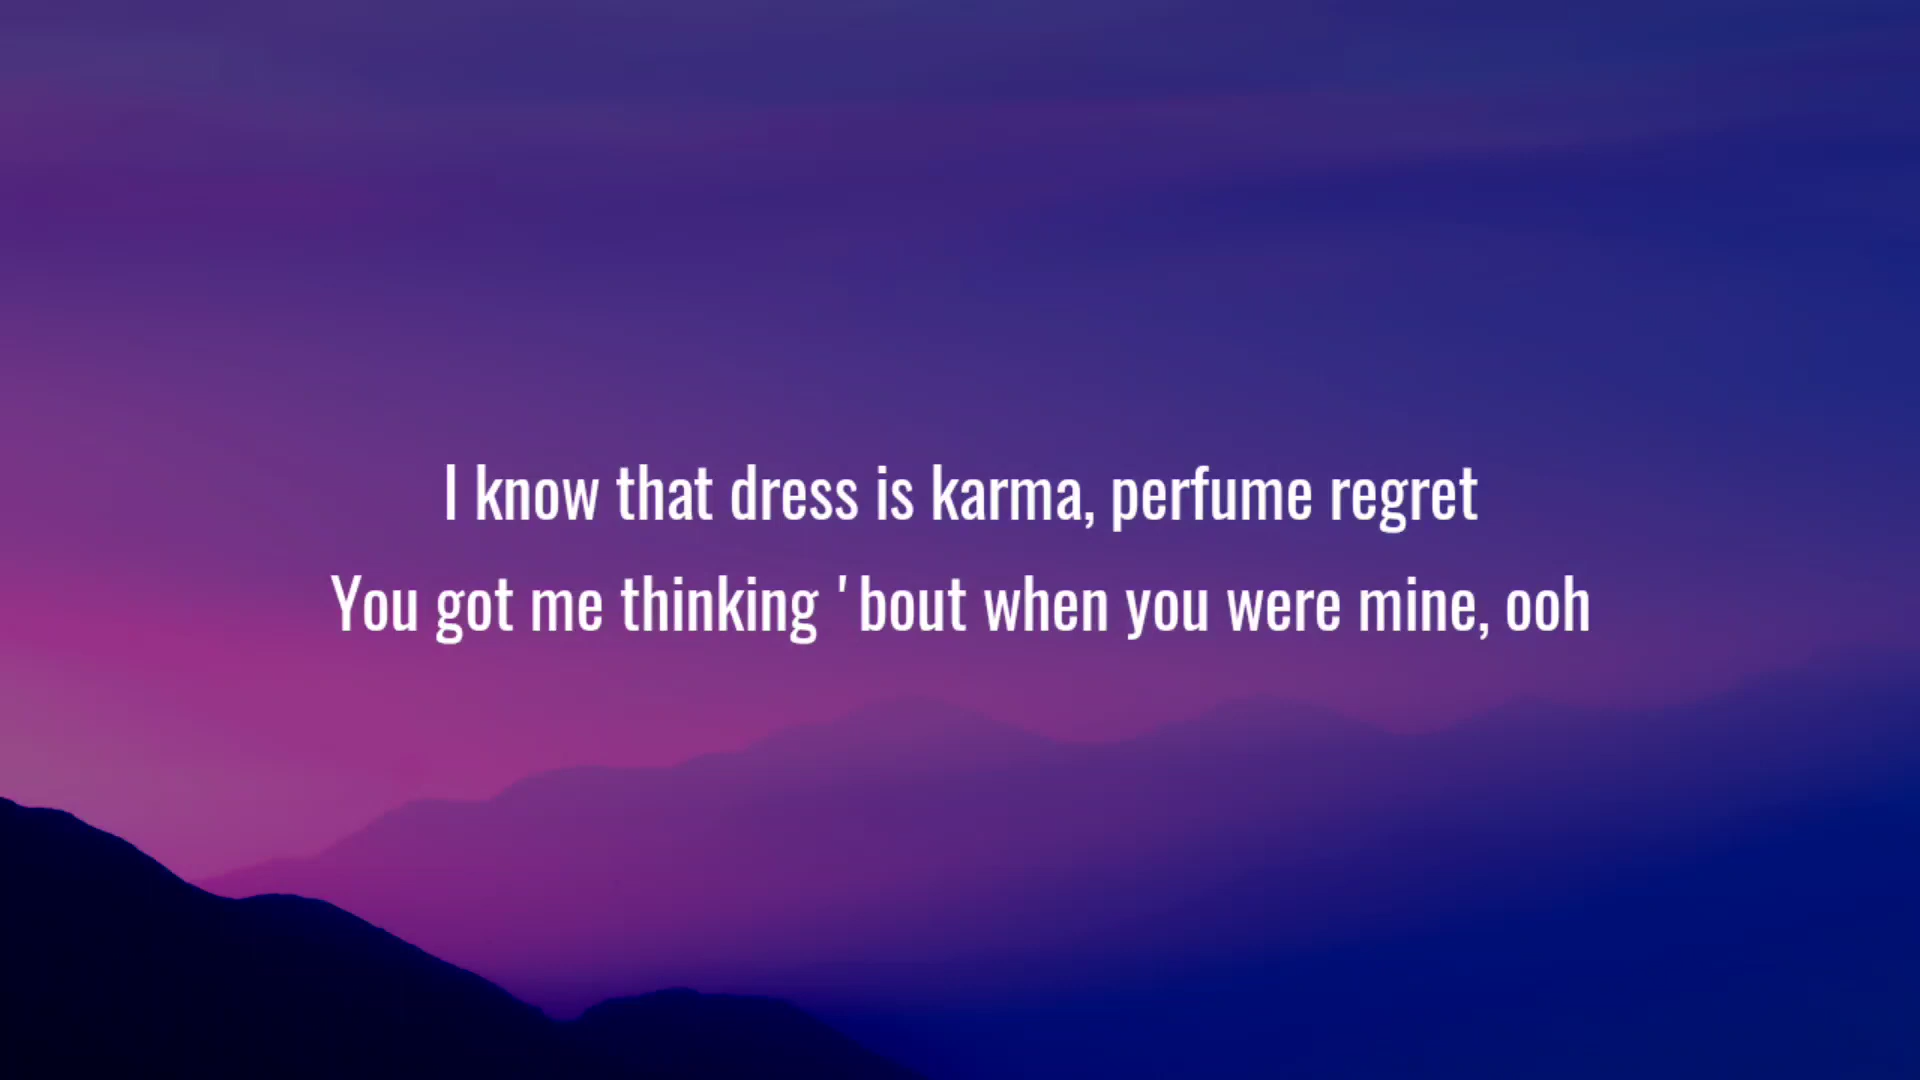 I know that dress is karma, perfume regret
You got me thinking 'bout when you were mine, ooh